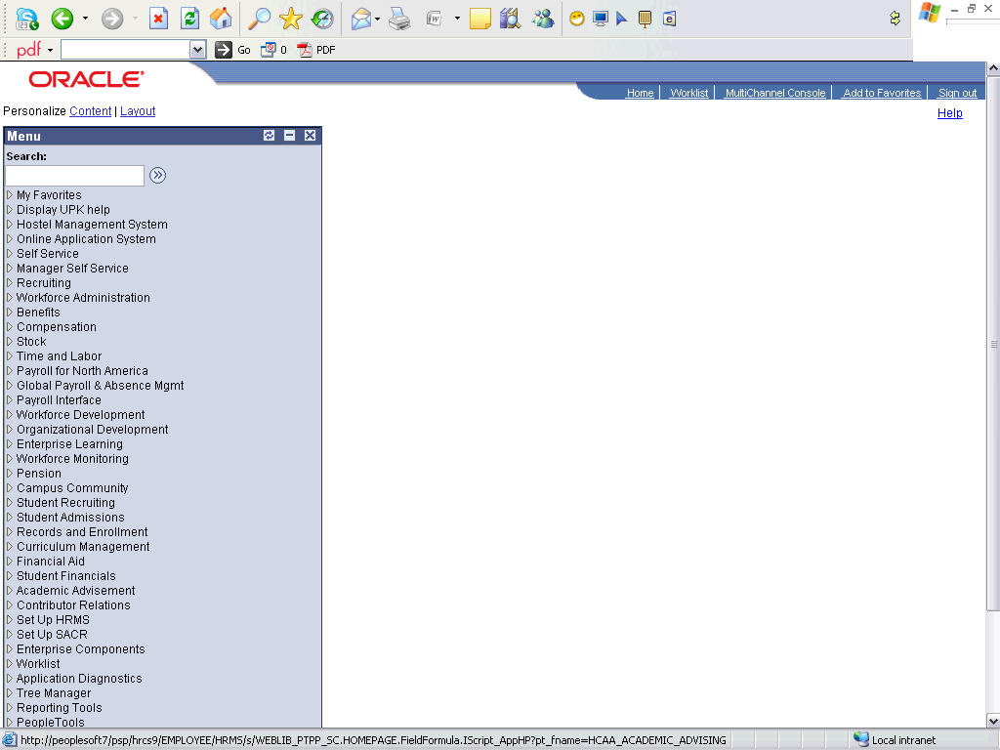 pdf Go 0 PDF
ORACLE
Home | Worklist | MultiChannel Console | Add to Favorites | Sign out
Personalize Content | Layout
Help
Menu
Search:
My Favorites
Display UPK help
Hostel Management System
Online Application System
Self Service
Manager Self Service
Recruiting
Workforce Administration
Benefits
Compensation
Stock
Time and Labor
Payroll for North America
Global Payroll & Absence Mgmt
Payroll Interface
Workforce Development
Organizational Development
Enterprise Learning
Workforce Monitoring
Pension
Campus Community
Student Recruiting
Student Admissions
Records and Enrollment
Curriculum Management
Financial Aid
Student Financials
Academic Advisement
Contributor Relations
Set Up HRMS
Set Up SACR
Enterprise Components
Worklist
Application Diagnostics
Tree Manager
Reporting Tools
PeopleTools
http://peoplesoft7/psp/hrcs9/EMPLOYEE/HRMS/s/WEBLIB_PTPP_SC.HOMEPAGE.FieldFormula.IScript_AppHP?pt_fname=HCAA_ACADEMIC_ADVISING Local intranet